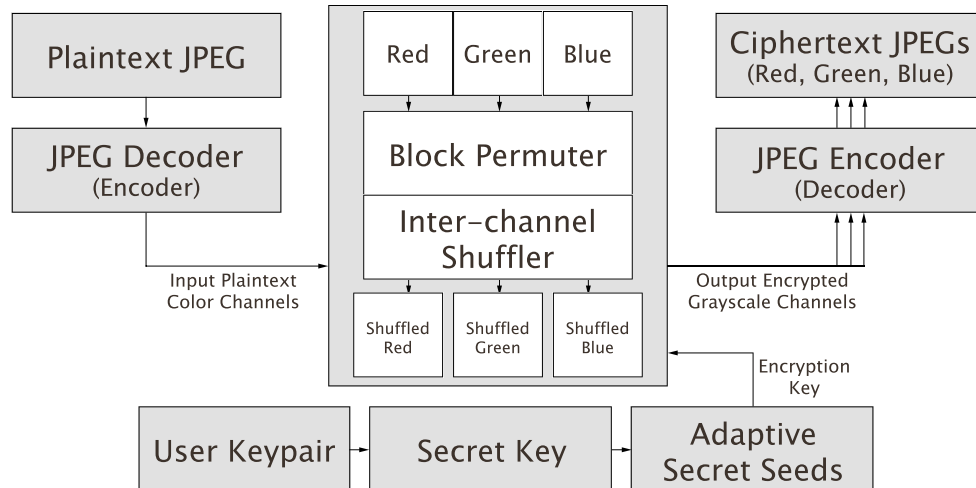 Plaintext JPEG
JPEG Decoder
(Encoder)
Input Plaintext
Color Channels
Red
Green
Blue
Block Permuter
Inter-channel
Shuffler
Shuffled
Red
Shuffled
Green
Shuffled
Blue
Ciphertext JPEGs
(Red, Green, Blue)
JPEG Encoder
(Decoder)
Output Encrypted
Grayscale Channels
Encryption
Key
User Keypair
Secret Key
Adaptive
Secret Seeds